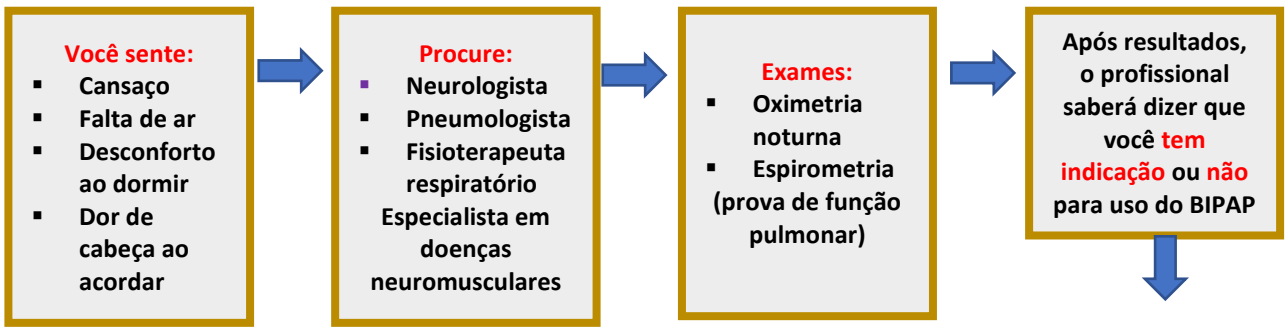 Você sente:
▪ Cansaço
▪ Falta de ar
▪ Desconforto
ao dormir
▪ Dor de
cabeça ao
acordar
Procure:
▪ Neurologista
▪ Pneumologista
▪ Fisioterapeuta
respiratório
Especialista em
doenças
neuromusculares
Exames:
▪ Oximetria
noturna
▪ Espirometria
(prova de função
pulmonar)
Após resultados,
o profissional
saberá dizer que
você tem
indicação ou não
para uso do BIPAP